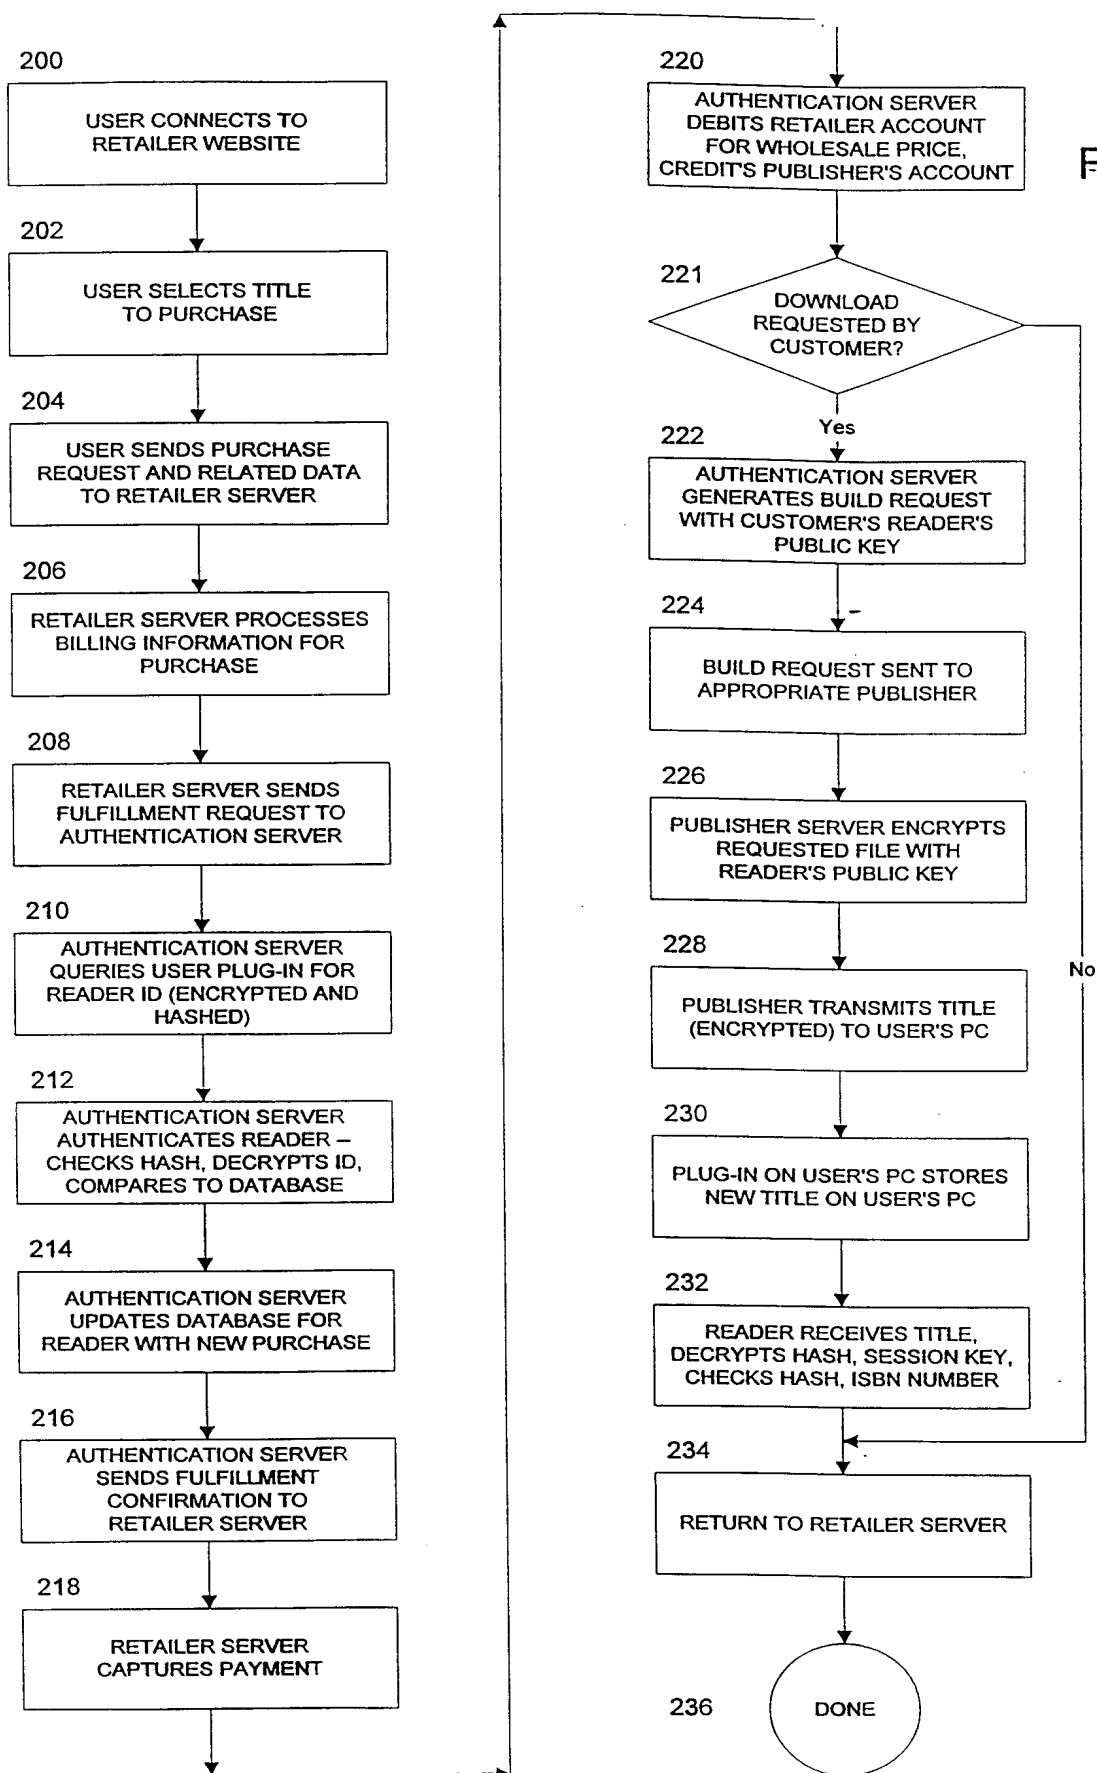 200
USER CONNECTS TO
RETAILER WEBSITE
202
USER SELECTS TITLE
TO PURCHASE
204
USER SENDS PURCHASE
REQUEST AND RELATED DATA
TO RETAILER SERVER
206
RETAILER SERVER PROCESSES
BILLING INFORMATION FOR
PURCHASE
208
RETAILER SERVER SENDS
FULFILLMENT REQUEST TO
AUTHENTICATION SERVER
210
AUTHENTICATION SERVER
QUERIES USER PLUG-IN FOR
READER ID (ENCRYPTED AND
HASHED)
212
AUTHENTICATION SERVER
AUTHENTICATES READER –
CHECKS HASH, DECRYPTS ID,
COMPARES TO DATABASE
214
AUTHENTICATION SERVER
UPDATES DATABASE FOR
READER WITH NEW PURCHASE
216
AUTHENTICATION SERVER
SENDS FULFILLMENT
CONFIRMATION TO
RETAILER SERVER
218
RETAILER SERVER
CAPTURES PAYMENT
220
AUTHENTICATION SERVER
DEBITS RETAILER ACCOUNT
FOR WHOLESALE PRICE,
CREDIT'S PUBLISHER'S ACCOUNT
221
DOWNLOAD
REQUESTED BY
CUSTOMER?
Yes
222
AUTHENTICATION SERVER
GENERATES BUILD REQUEST
WITH CUSTOMER'S READER'S
PUBLIC KEY
224
BUILD REQUEST SENT TO
APPROPRIATE PUBLISHER
226
PUBLISHER SERVER ENCRYPTS
REQUESTED FILE WITH
READER'S PUBLIC KEY
228
No
PUBLISHER TRANSMITS TITLE
(ENCRYPTED) TO USER'S PC
230
PLUG-IN ON USER'S PC STORES
NEW TITLE ON USER'S PC
232
READER RECEIVES TITLE,
DECRYPTS HASH, SESSION KEY,
CHECKS HASH, ISBN NUMBER
234
RETURN TO RETAILER SERVER
236
DONE